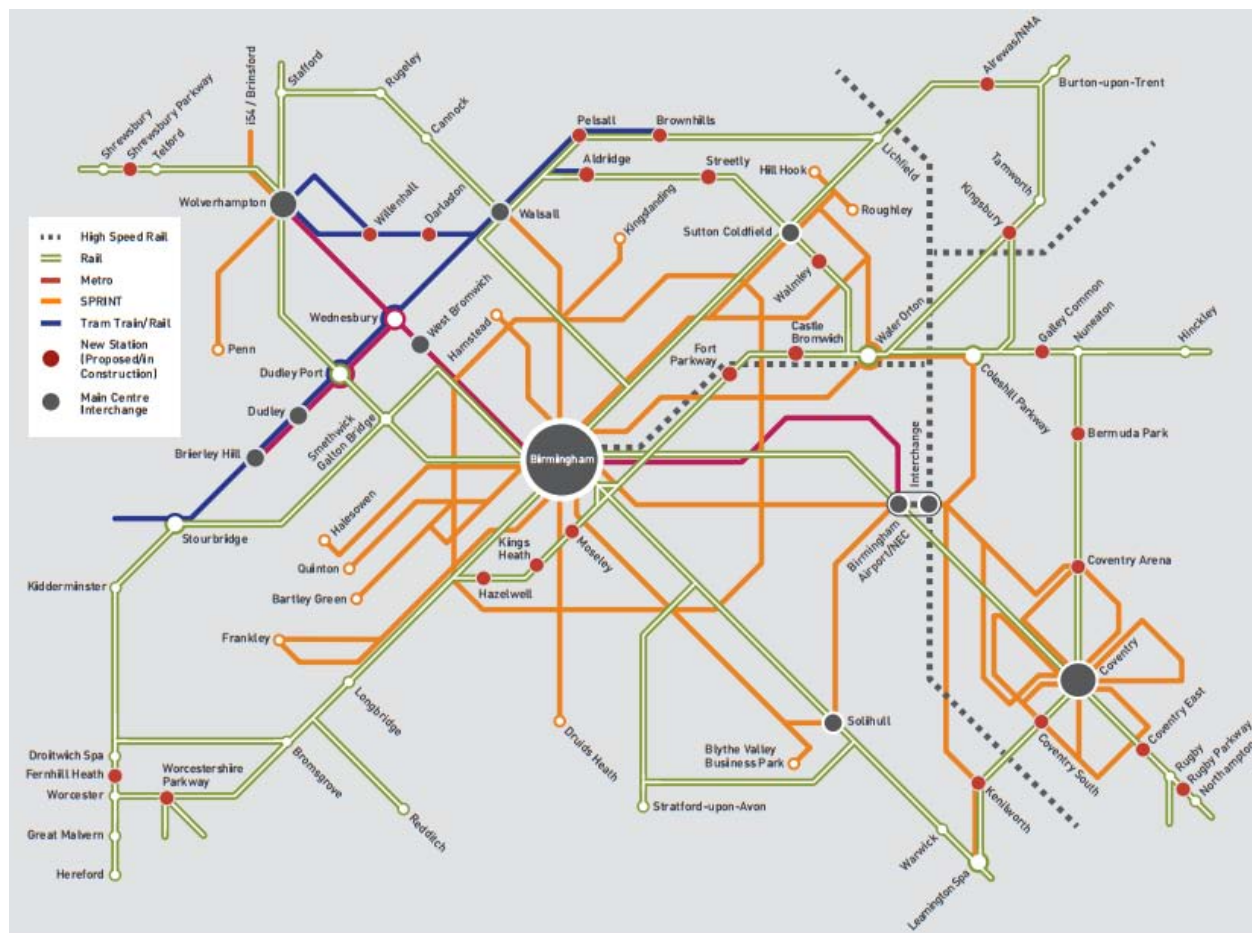 i54 / Brinsford
Stafford
Rugeley
Cannock
Shrewsbury
Shrewsbury Parkway
Telford
Wolverhampton
Willenhall
Darlaston
Walsall
Pelsall
Brownhills
Aldridge
Streetly
Kingstanding
Hill Hook
Roughley
Sutton Coldfield
Walmley
Lichfield
Alrewas/NMA
Burton-upon-Trent
Tamworth
Kingsbury
High Speed Rail
Rail
Metro
SPRINT
Tram Train/Rail
New Station
(Proposed/in
Construction)
Main Centre
Interchange
Penn
Wednesbury
West Bromwich
Hamstead
Dudley Port
Dudley
Brierley Hill
Smethwick
Galton Bridge
Birmingham
Fort
Parkway
Castle
Bromwich
Water Orton
Coleshill Parkway
Galley Common
Nuneaton
Hinckley
Bermuda Park
Interchange
Birmingham
Airport/NEC
Coventry Arena
Coventry
Stourbridge
Kidderminster
Halesowen
Quinton
Bartley Green
Frankley
Kings
Heath
Moseley
Hazelwell
Longbridge
Bromsgrove
Redditch
Druids Heath
Solihull
Blythe Valley
Business Park
Stratford-upon-Avon
Warwick
Leamington Spa
Kenilworth
Coventry South
Coventry East
Rugby
Rugby Parkway
Northampton
Droitwich Spa
Fernhill Heath
Worcester
Worcestershire
Parkway
Great Malvern
Hereford